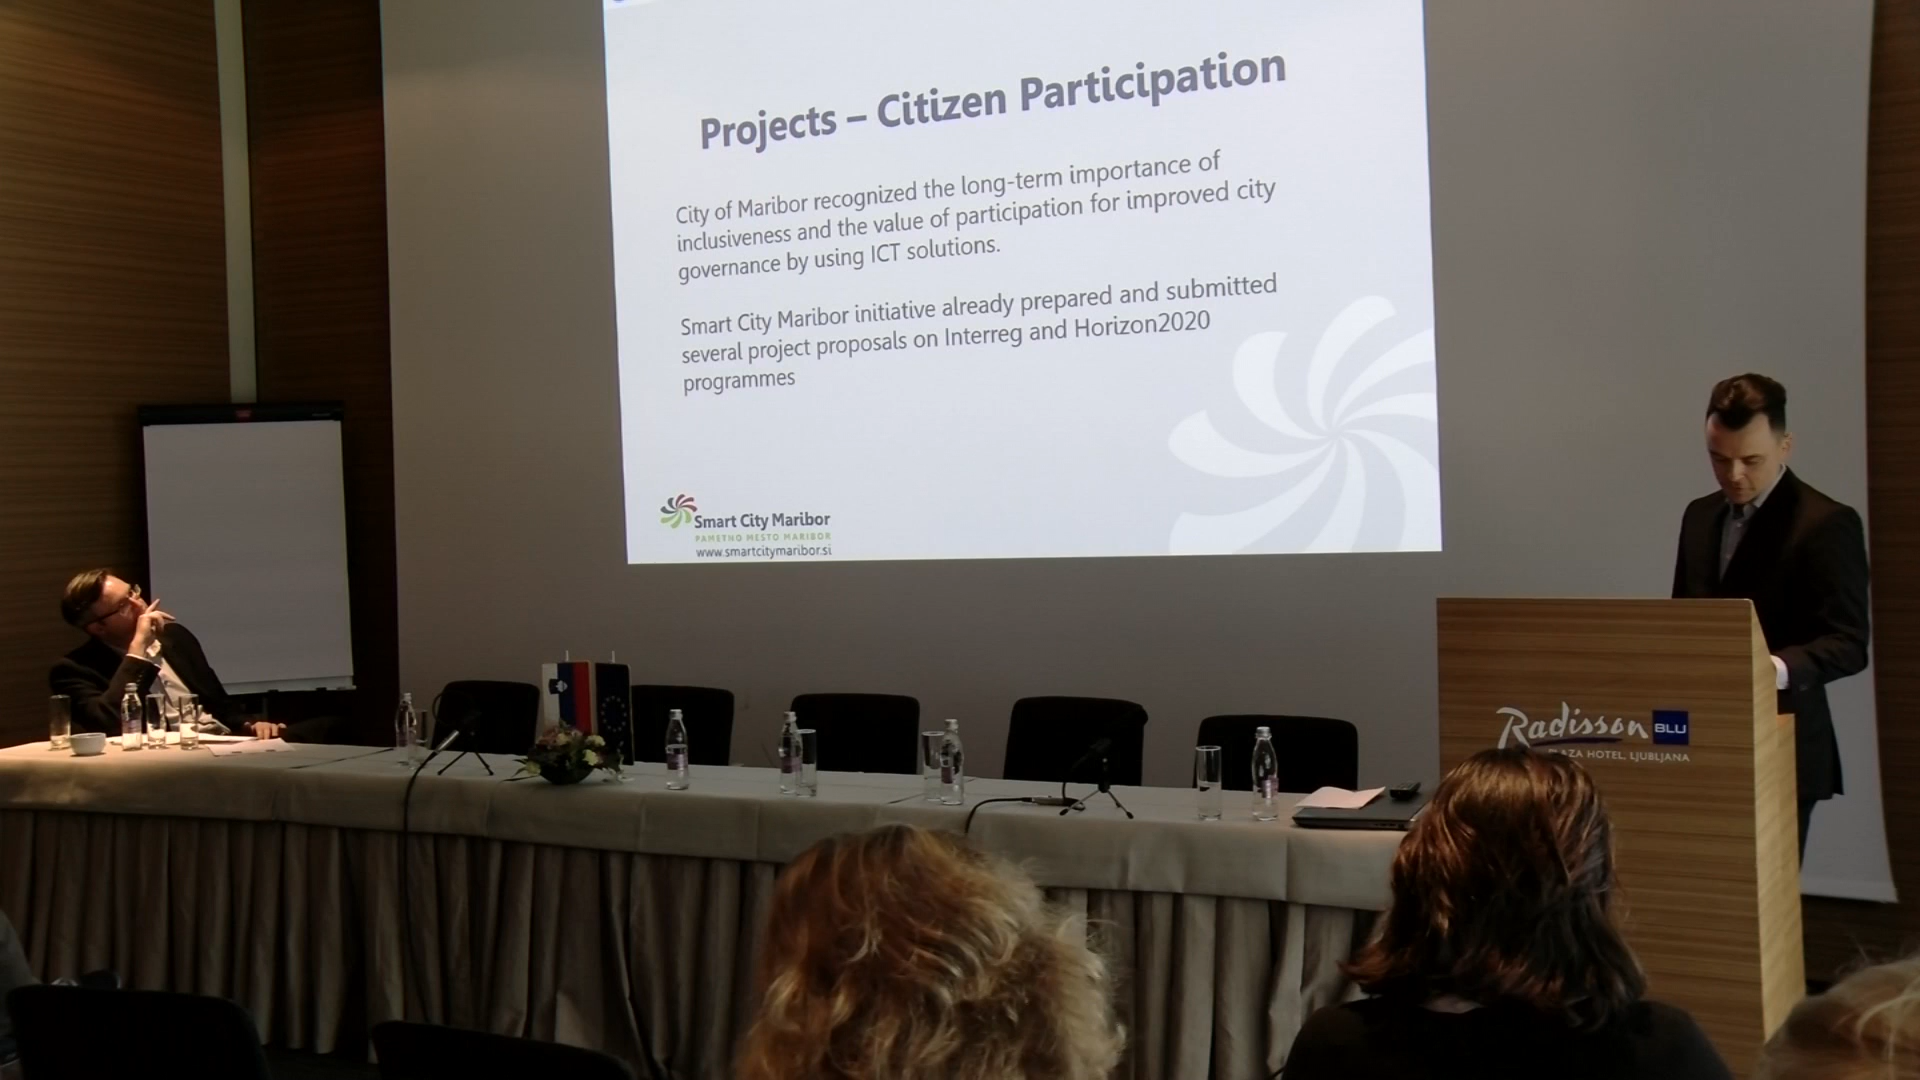 Projects – Citizen Participation
City of Maribor recognized the long-term importance of
inclusiveness and the value of participation for improved city
governance by using ICT solutions.
Smart City Maribor initiative already prepared and submitted
several project proposals on Interreg and Horizon2020
programmes
Smart City Maribor
PAMETNO MESTO MARIBOR
www.smartcitymaribor.si
Radisson BLU
HOTEL, LJUBLJANA